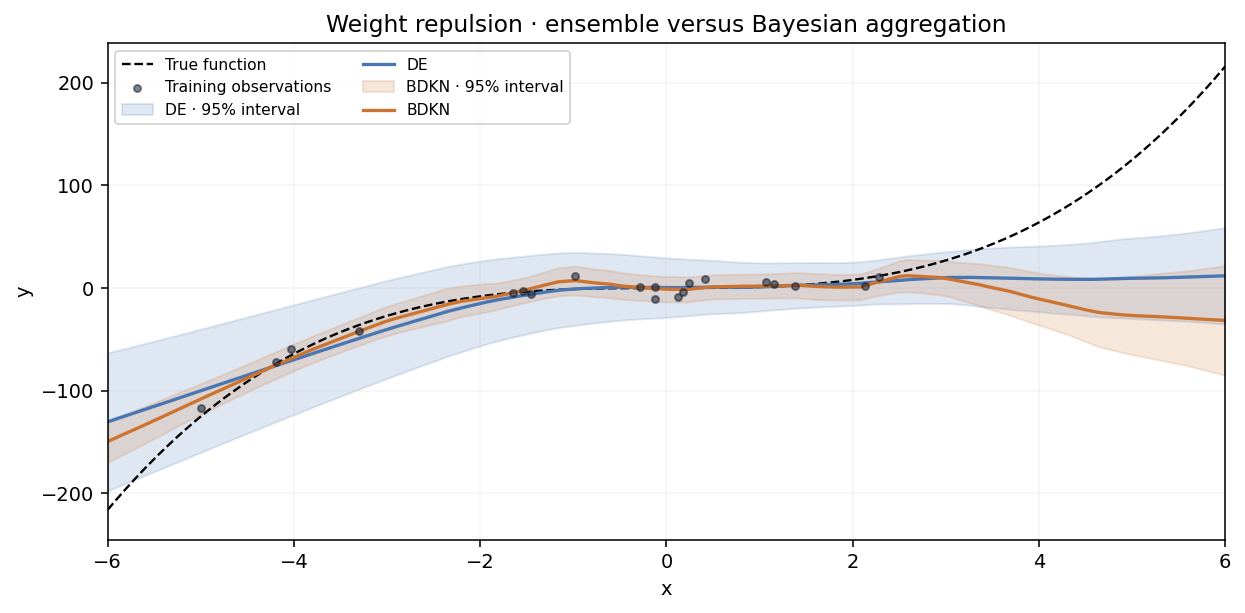 Weight repulsion · ensemble versus Bayesian aggregation
True function
Training observations
DE · 95% interval
DE
BDKN · 95% interval
BDKN
y
200
100
0
−100
−200
−6
−4
−2
0
2
4
6
x